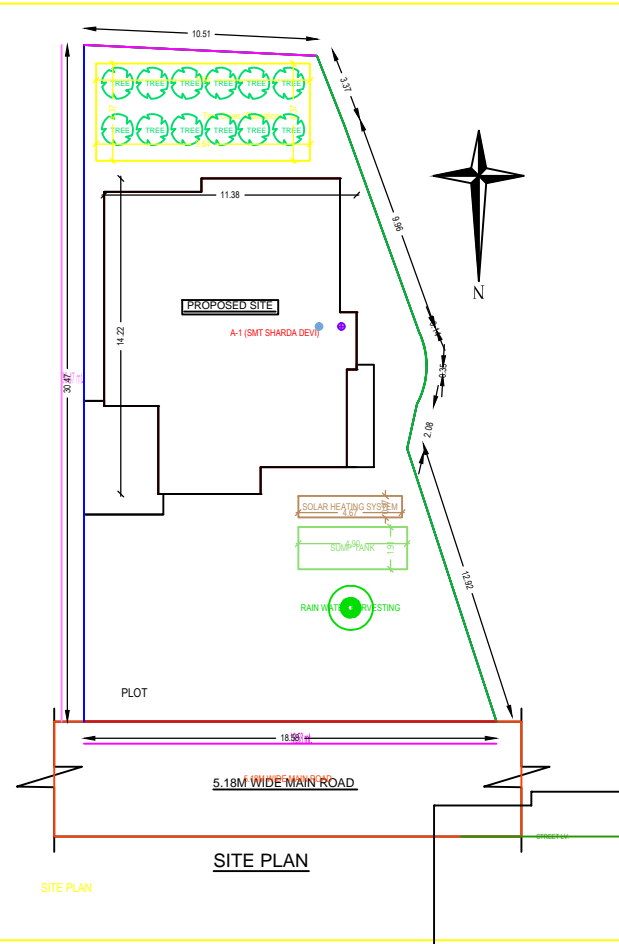 10.51
3.37
TREE TREE TREE TREE TREE TREE
TREE TREE TREE TREE TREE TREE
11.38
9.96
N
PROPOSED SITE
A-1 (SMT SHARDA DEVI)
14.22
30.47
2.08
SOLAR HEATING SYSTEM
4.67
4.90
SUMP TANK
1.91
12.92
RAIN WATER HARVESTING
PLOT
18.58
5.18M WIDE MAIN ROAD
STREET LV.
SITE PLAN
SITE PLAN